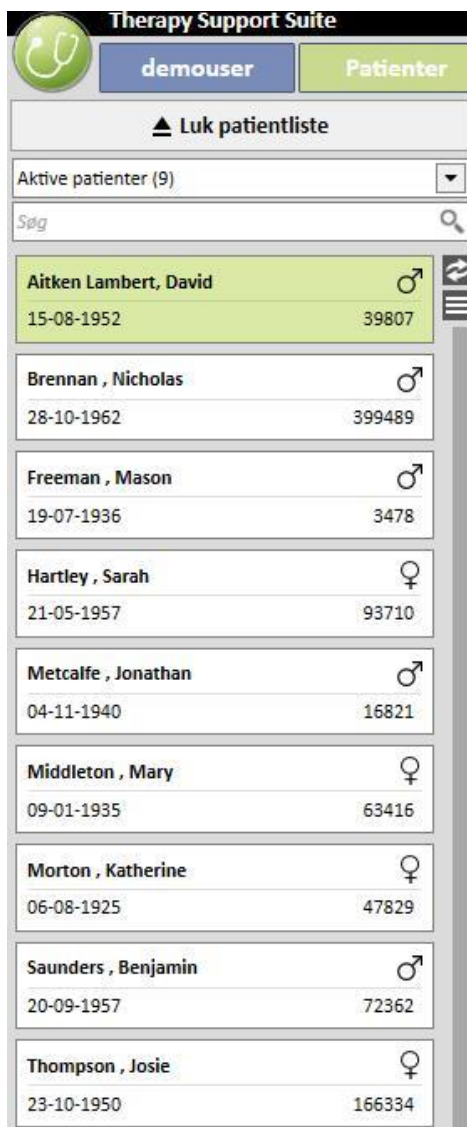 Therapy Support Suite
demouser Patienter
Luk patientliste
Aktive patienter (9)
Søg
Aitken Lambert, David
15-08-1952 39807
Brennan , Nicholas
28-10-1962 399489
Freeman , Mason
19-07-1936 3478
Hartley , Sarah
21-05-1957 93710
Metcalfe , Jonathan
04-11-1940 16821
Middleton , Mary
09-01-1935 63416
Morton , Katherine
06-08-1925 47829
Saunders , Benjamin
20-09-1957 72362
Thompson , Josie
23-10-1950 166334